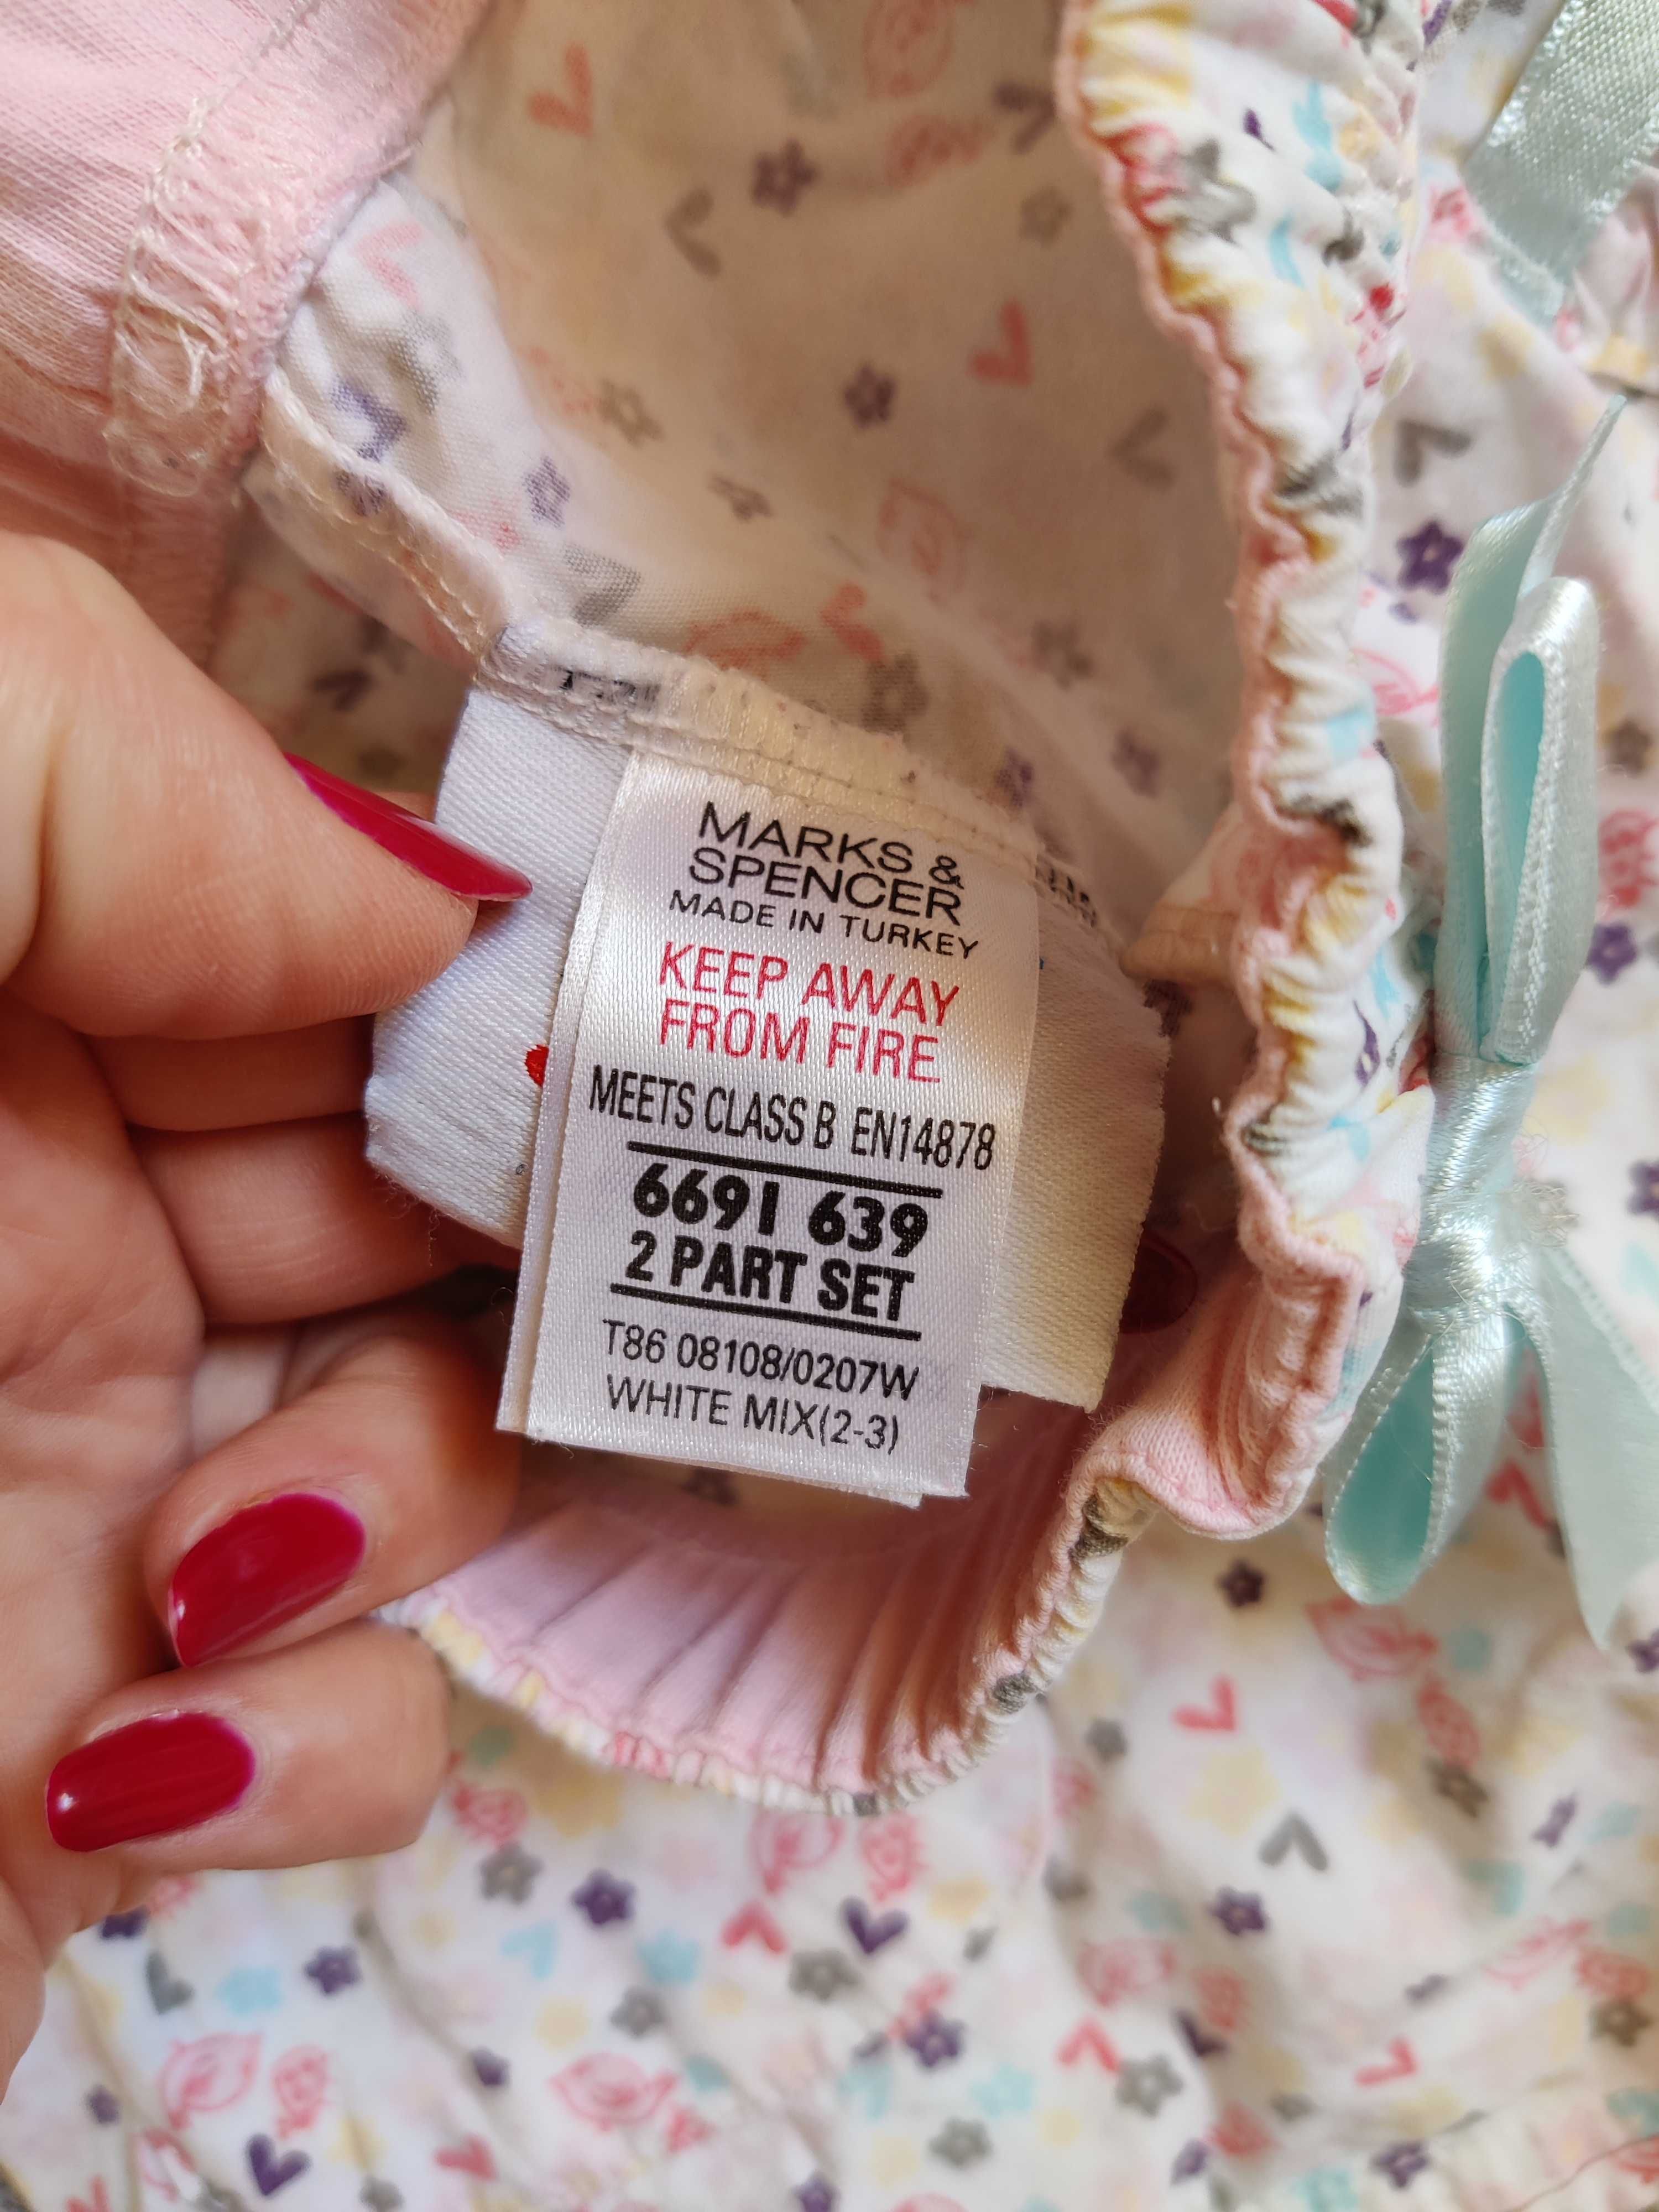 MARKS &
SPENCER
MADE IN TURKEY
KEEP AWAY
FROM FIRE
MEETS CLASS B EN14878
6691 639
2 PART SET
T86 08108/0207W
WHITE MIX(2-3)